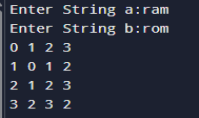 Enter String a:ram
Enter String b:rom
0 1 2 3
1 0 1 2
2 1 2 3
3 2 3 2